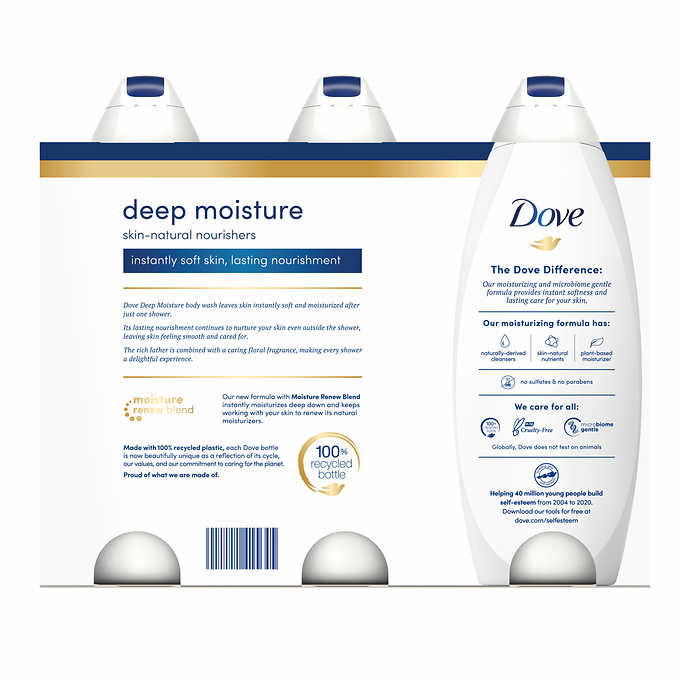 deep moisture
skin-natural nourishers
instantly soft skin, lasting nourishment
Dove Deep Moisture body wash leaves skin instantly soft and moisturized after
just one shower.
Its lasting nourishment continues to nurture your skin even outside the shower,
leaving skin feeling smooth and cared for.
The rich lather is combined with a caring floral fragrance, making every shower
a delightful experience.
moisture
renew blend
Our new formula with Moisture Renew Blend
instantly moisturizes deep down and keeps
working with your skin to renew its natural
moisturizers.
Made with 100% recycled plastic, each Dove bottle
is now beautifully unique as a reflection of its cycle,
our values, and our commitment to caring for the planet.
Proud of what we are made of.
100%
recycled
bottle
Dove
The Dove Difference:
Our moisturizing and microbiome gentle
formula provides instant softness and
lasting care for your skin.
Our moisturizing formula has:
naturally-derived
cleansers
skin-natural
nutrients
plant-based
moisturizer
no sulfates & no parabens
We care for all:
100%
Cruelty-Free
microbiome
gentle
Globally, Dove does not test on animals
Helping 40 million young people build
self-esteem from 2004 to 2020.
Download our tools for free at
dove.com/selfesteem